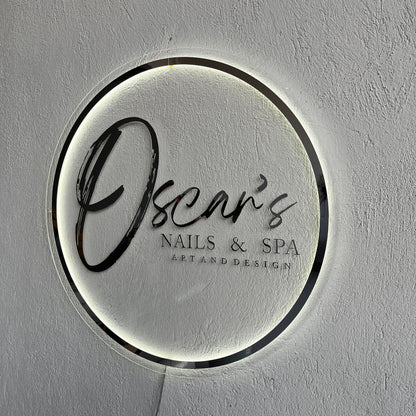 Oscar's
NAILS & SPA
ART AND DESIGN